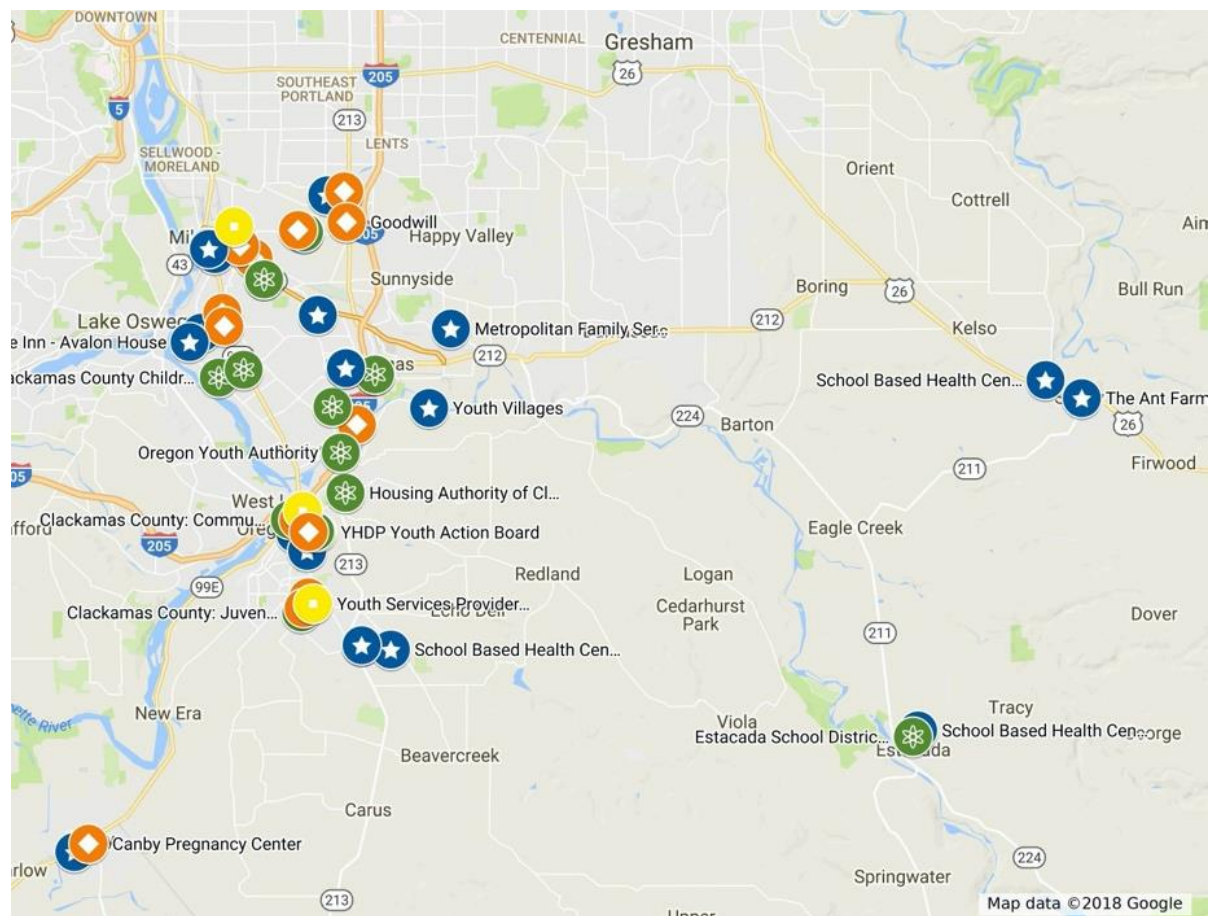 DOWNTOWN
CENTENNIAL
Gresham
26
205
SOUTHEAST
PORTLAND
5
213
LENTS
SELLWOOD -
MORELAND
Orient
Cottrell
Goodwill
Happy Valley
43
Sunnyside
26
Boring
Bull Run
Lake Oswe
212
Kelso
Metropolitan Family Ser...
e Inn - Avalon House
212
School Based Health Cen...
The Ant Farm
ackamas County Childr...
Youth Villages
224
Barton
26
Oregon Youth Authority
211
Firwood
Housing Authority of Cl...
West L
Clackamas County: Commu...
YHDP Youth Action Board
Eagle Creek
205
213
Redland
Logan
99E
Youth Services Provider...
Clackamas County: Juven...
Cedarhurst
Park
Dover
211
School Based Health Cen...
New Era
Viola
Tracy
Estacada School Distric...
School Based Health Cen...
Beavercreek
Carus
Canby Pregnancy Center
224
Springwater
213
Map data ©2018 Google